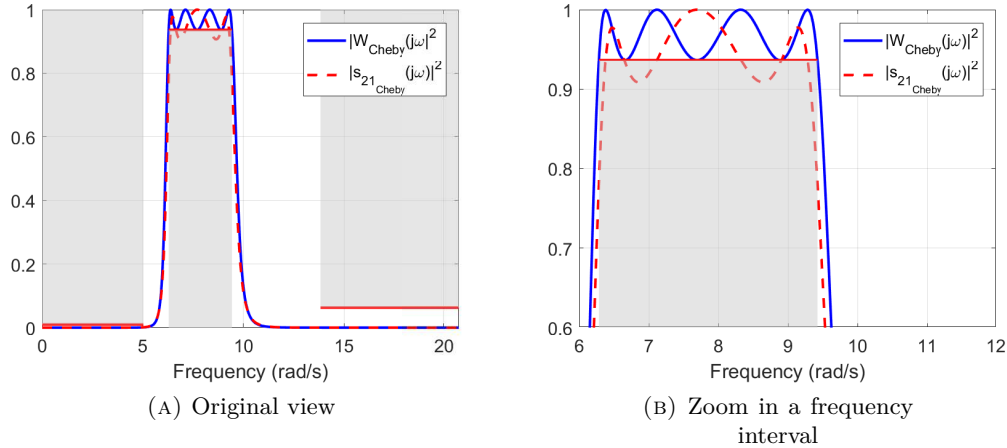 1
0.8
0.6
0.4
0.2
0
0 5 10 15 20
Frequency (rad/s)
|W_Cheby(jω|^2
|s_21_Cheby(jω)|^2
(A) Original view
1
0.9
0.8
0.7
0.6
6 7 8 9 10 11 12
Frequency (rad/s)
|W_Cheby(jω|^2
|s_21_Cheby(jω)|^2
(B) Zoom in a frequency
interval